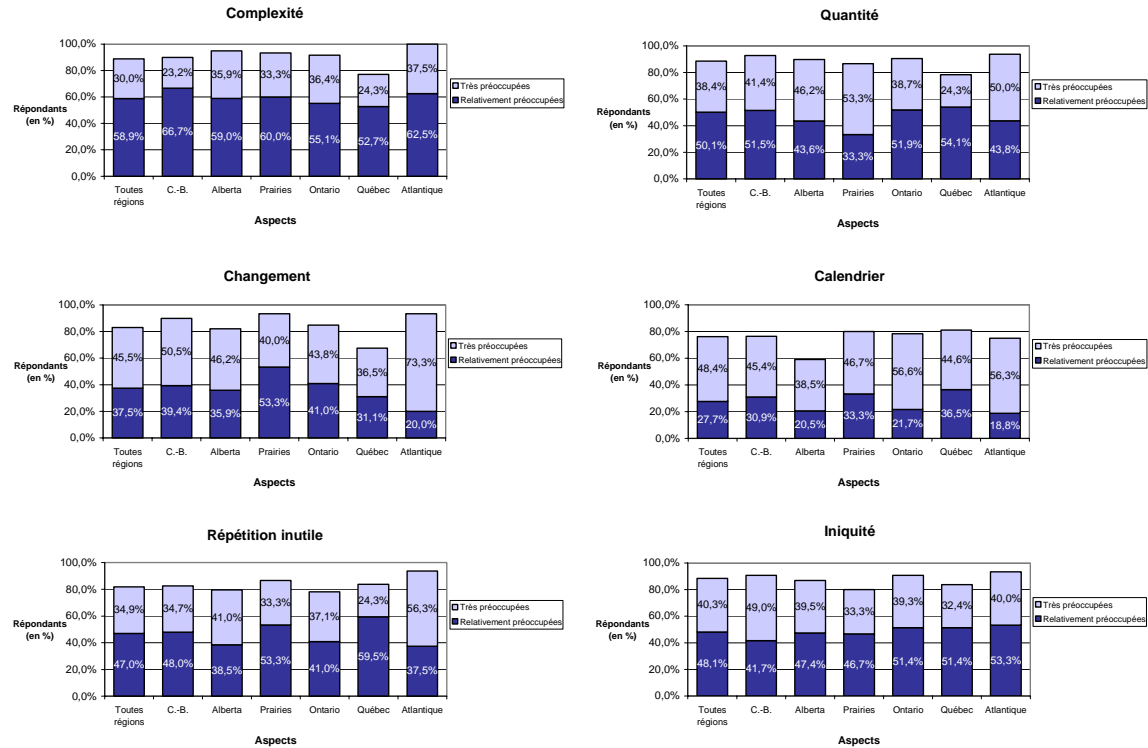 Complexité
100,0%
80,0%
60,0%
40,0%
20,0%
0,0%
Répondants
(en %)
30,0% 23,2% 35,9% 33,3% 36,4% 24,3% 37,5%
58,9% 66,7% 59,0% 60,0% 55,1% 52,7% 62,5%
Toutes régions C.-B. Alberta Prairies Ontario Québec Atlantique
Aspects
Très préoccupées
Relativement préoccupées
Quantité
100,0%
80,0%
60,0%
40,0%
20,0%
0,0%
Répondants
(en %)
38,4% 41,4% 46,2% 53,3% 38,7% 24,3% 50,0%
50,1% 51,5% 43,6% 33,3% 51,9% 54,1% 43,8%
Toutes régions C.-B. Alberta Prairies Ontario Québec Atlantique
Aspects
Très préoccupées
Relativement préoccupées
Changement
100,0%
80,0%
60,0%
40,0%
20,0%
0,0%
Répondants
(en %)
45,5% 50,5% 46,2% 40,0% 43,8% 36,5% 73,3%
37,5% 39,4% 35,9% 53,3% 41,0% 31,1% 20,0%
Toutes régions C.-B. Alberta Prairies Ontario Québec Atlantique
Aspects
Très préoccupées
Relativement préoccupées
Calendrier
100,0%
80,0%
60,0%
40,0%
20,0%
0,0%
Répondants
(en %)
48,4% 45,4% 38,5% 46,7% 56,6% 44,6% 56,3%
27,7% 30,9% 20,5% 33,3% 21,7% 36,5% 18,8%
Toutes régions C.-B. Alberta Prairies Ontario Québec Atlantique
Aspects
Très préoccupées
Relativement préoccupées
Répétition inutile
100,0%
80,0%
60,0%
40,0%
20,0%
0,0%
Répondants
(en %)
34,9% 34,7% 41,0% 33,3% 37,1% 24,3% 56,3%
47,0% 48,0% 38,5% 53,3% 41,0% 59,5% 37,5%
Toutes régions C.-B. Alberta Prairies Ontario Québec Atlantique
Aspects
Très préoccupées
Relativement préoccupées
Iniquité
100,0%
80,0%
60,0%
40,0%
20,0%
0,0%
Répondants
(en %)
40,3% 49,0% 39,5% 33,3% 39,3% 32,4% 40,0%
48,1% 41,7% 47,4% 46,7% 51,4% 51,4% 53,3%
Toutes régions C.-B. Alberta Prairies Ontario Québec Atlantique
Aspects
Très préoccupées
Relativement préoccupées